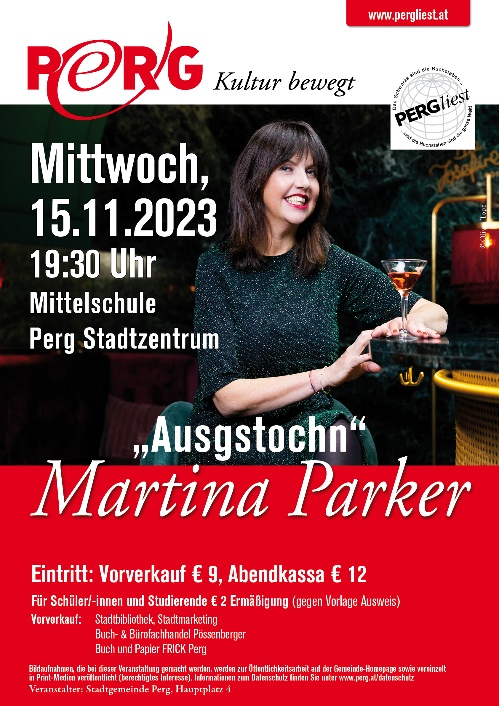 www.pergliest.at
PERG Kultur bewegt
PERGliest
Mittwoch,
15.11.2023
19:30 Uhr
Mittelschule
Perg Stadtzentrum
„Ausgstochn“
Martina Parker
Eintritt: Vorverkauf € 9, Abendkassa € 12
Für Schüler/-innen und Studierende € 2 Ermäßigung (gegen Vorlage Ausweis)
Vorverkauf: Stadtbibliothek, Stadtmarketing
Buch- & Bürofachhandel Pössenberger
Buch und Papier FRICK Perg
Bildaufnahmen, die bei dieser Veranstaltung gemacht werden, werden zur Öffentlichkeitsarbeit auf der Gemeinde-Homepage sowie vereinzelt
in Print-Medien veröffentlicht (berechtigtes Interesse). Informationen zum Datenschutz finden Sie unter www.perg.at/datenschutz
Veranstalter: Stadtgemeinde Perg, Hauptplatz 4